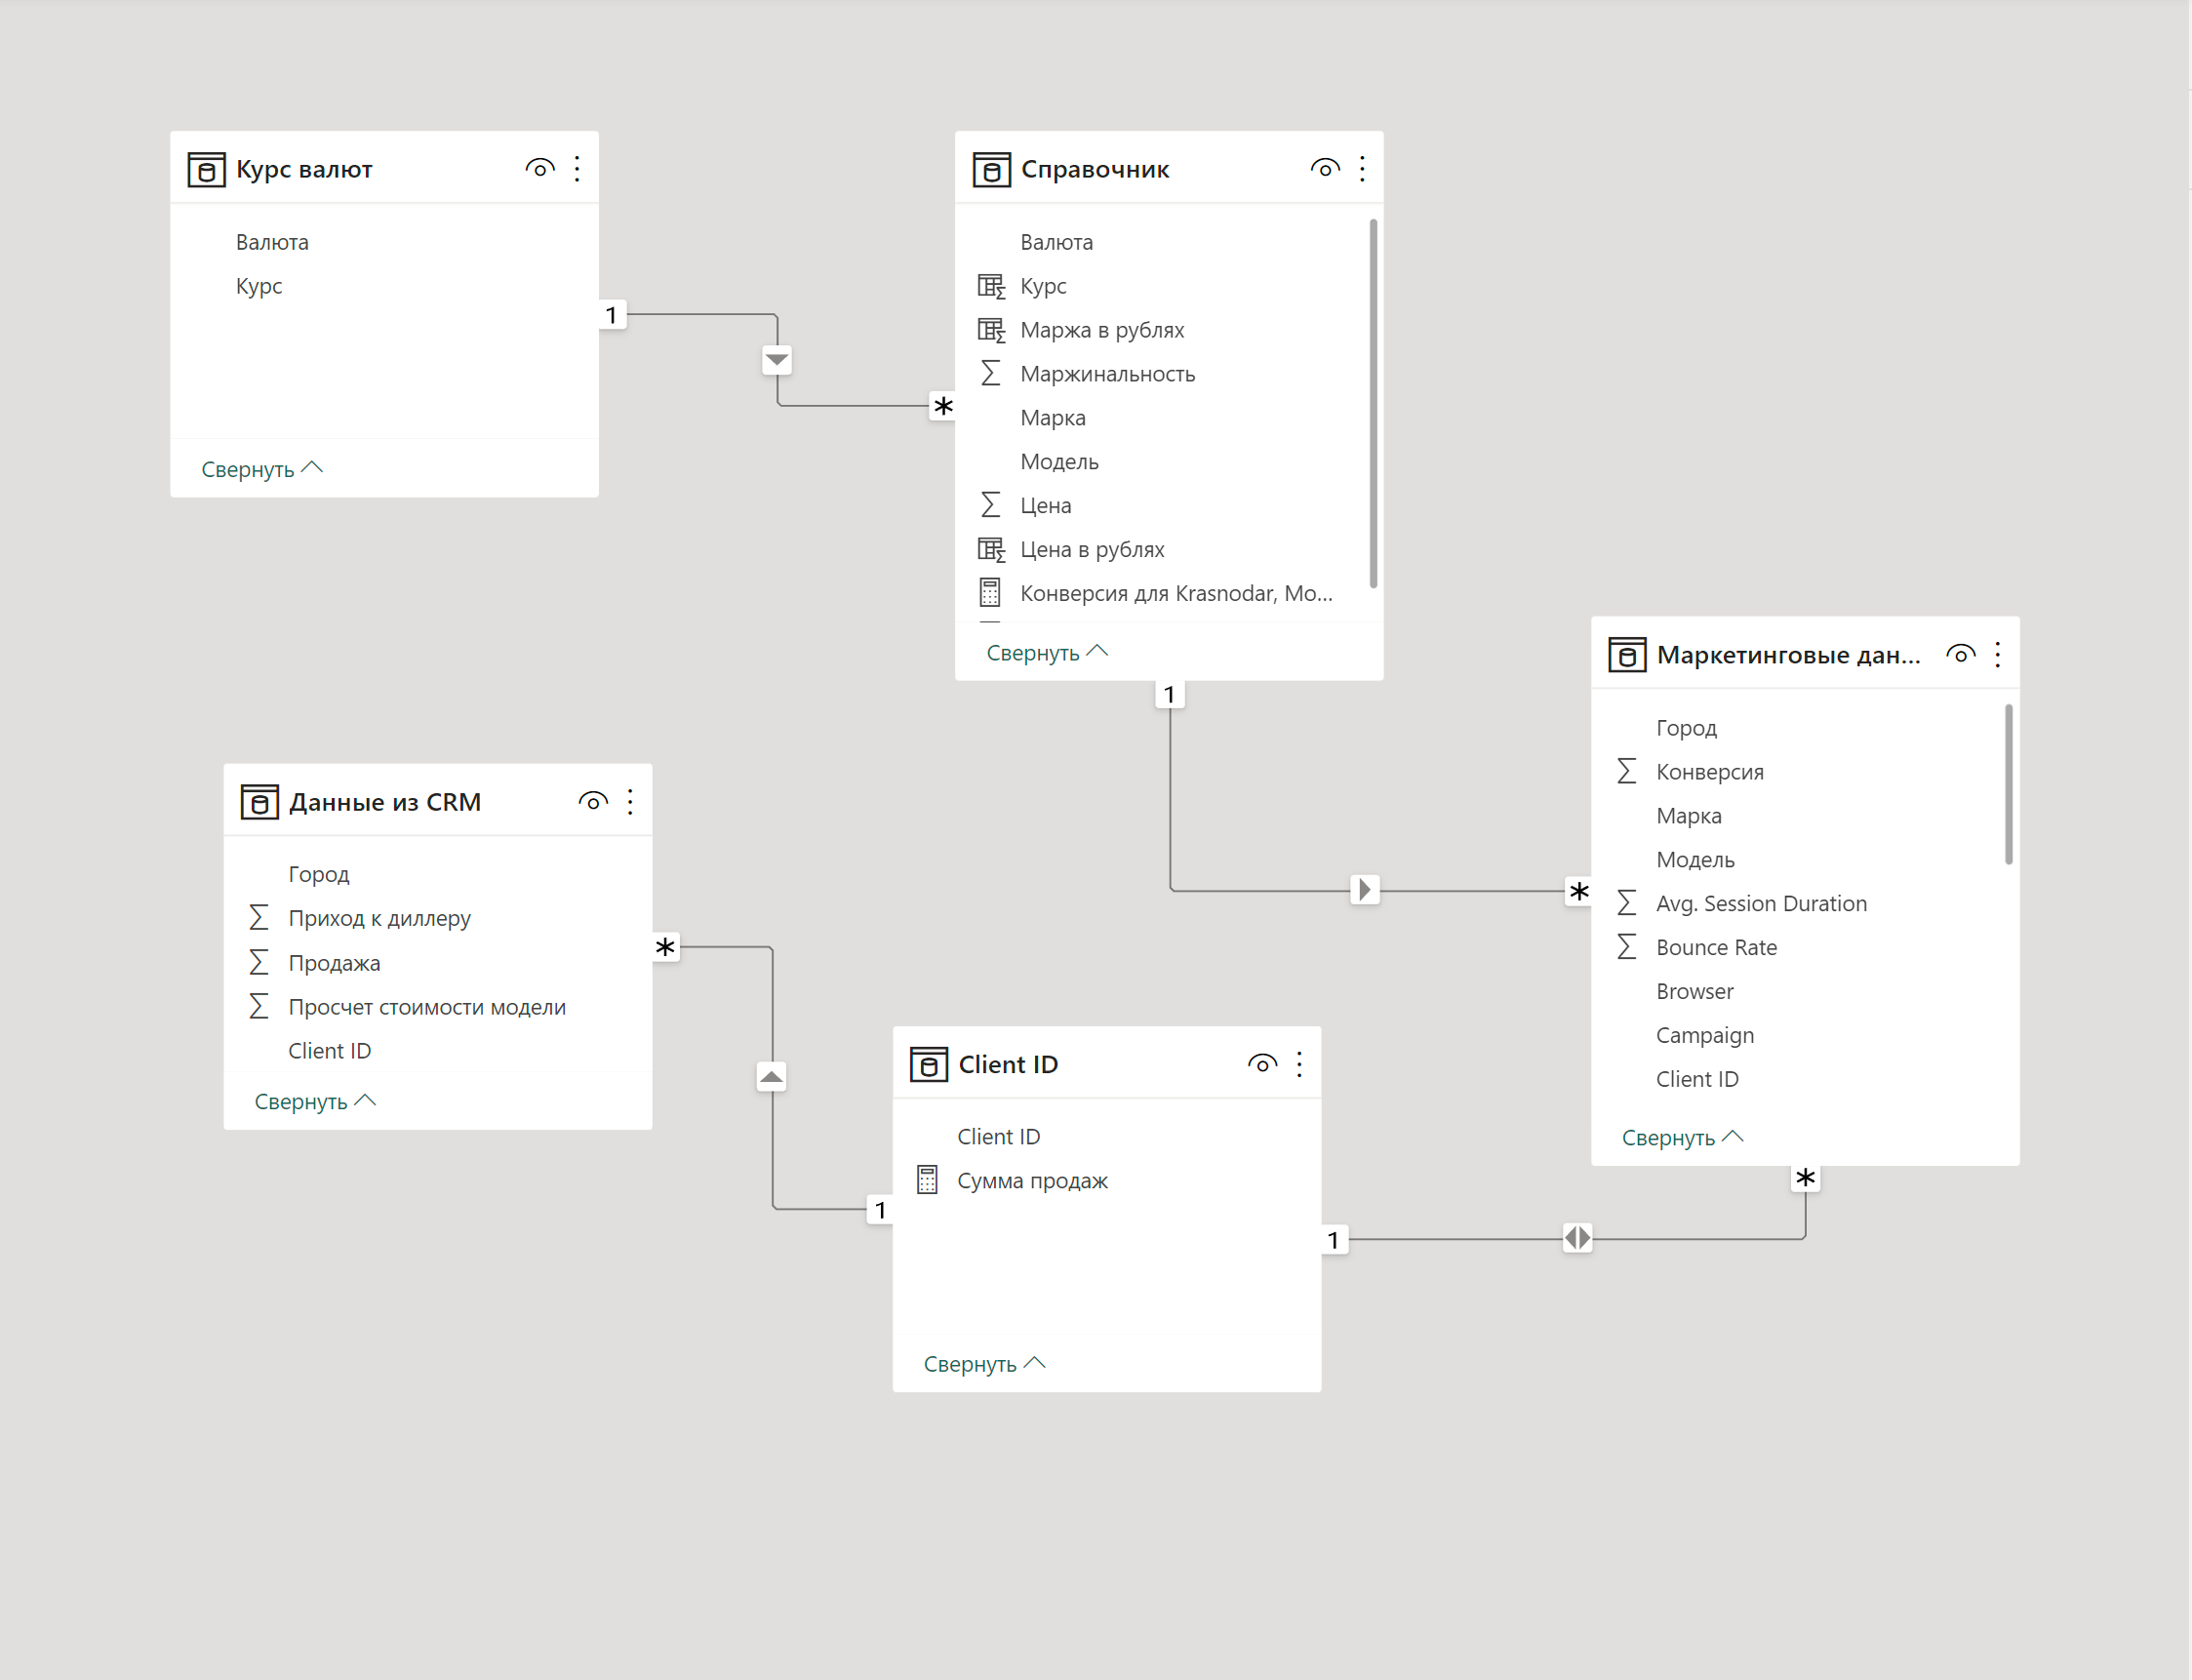 Курс валют
Валюта
Курс
Свернуть
1
*
Справочник
Валюта
Курс
Маржа в рублях
Маржинальность
Марка
Модель
Цена
Цена в рублях
Конверсия для Krasnodar, Mo...
Свернуть
1
*
Маркетинговые дан...
Город
Конверсия
Марка
Модель
Avg. Session Duration
Bounce Rate
Browser
Campaign
Client ID
Свернуть
*
Данные из CRM
Город
Приход к диллеру
Продажа
Просчет стоимости модели
Client ID
Свернуть
*
1
Client ID
Client ID
Сумма продаж
Свернуть
1